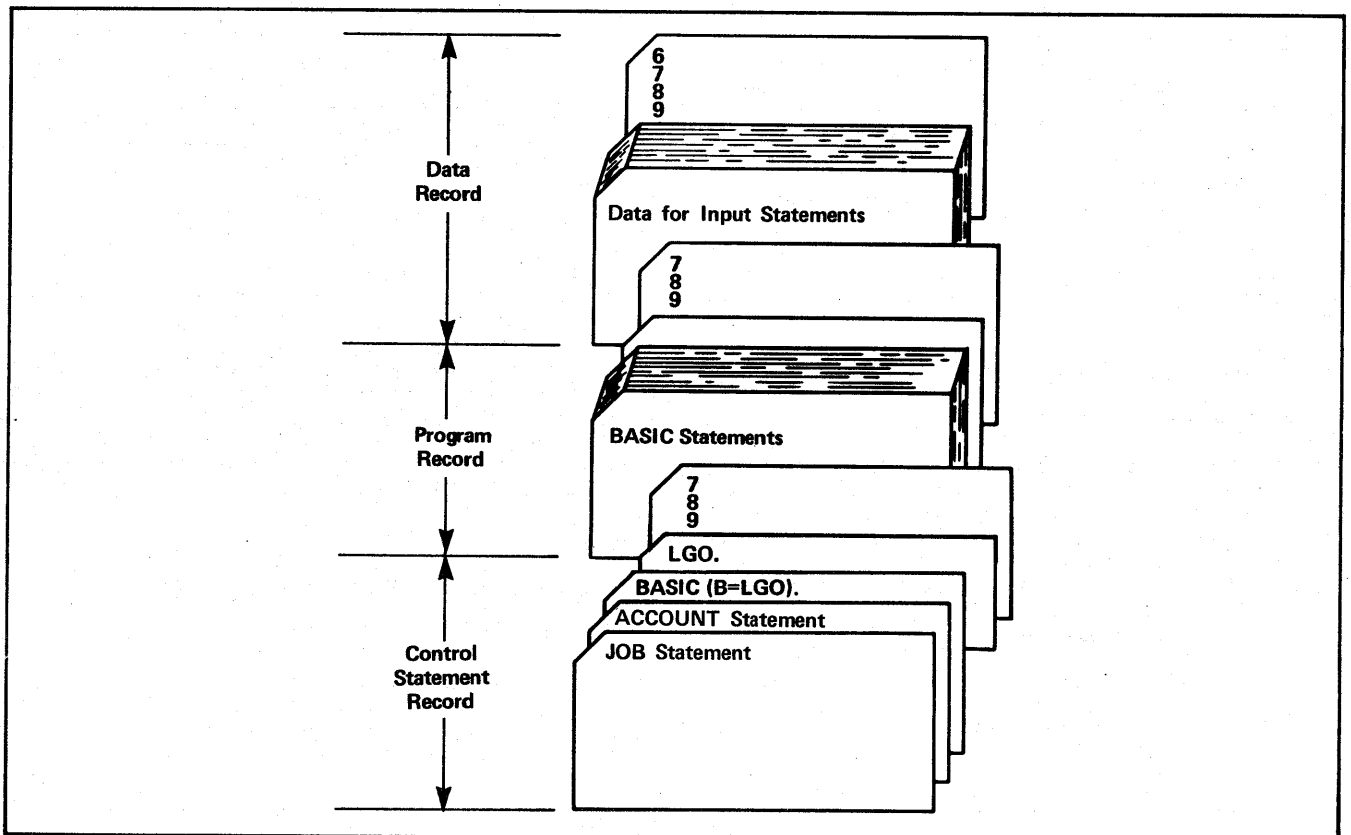 6
7
8
9
Data
Record
Data for Input Statements
7
8
9
Program
Record
BASIC Statements
7
8
9
LGO.
BASIC (B=LGO).
ACCOUNT Statement
JOB Statement
Control
Statement
Record